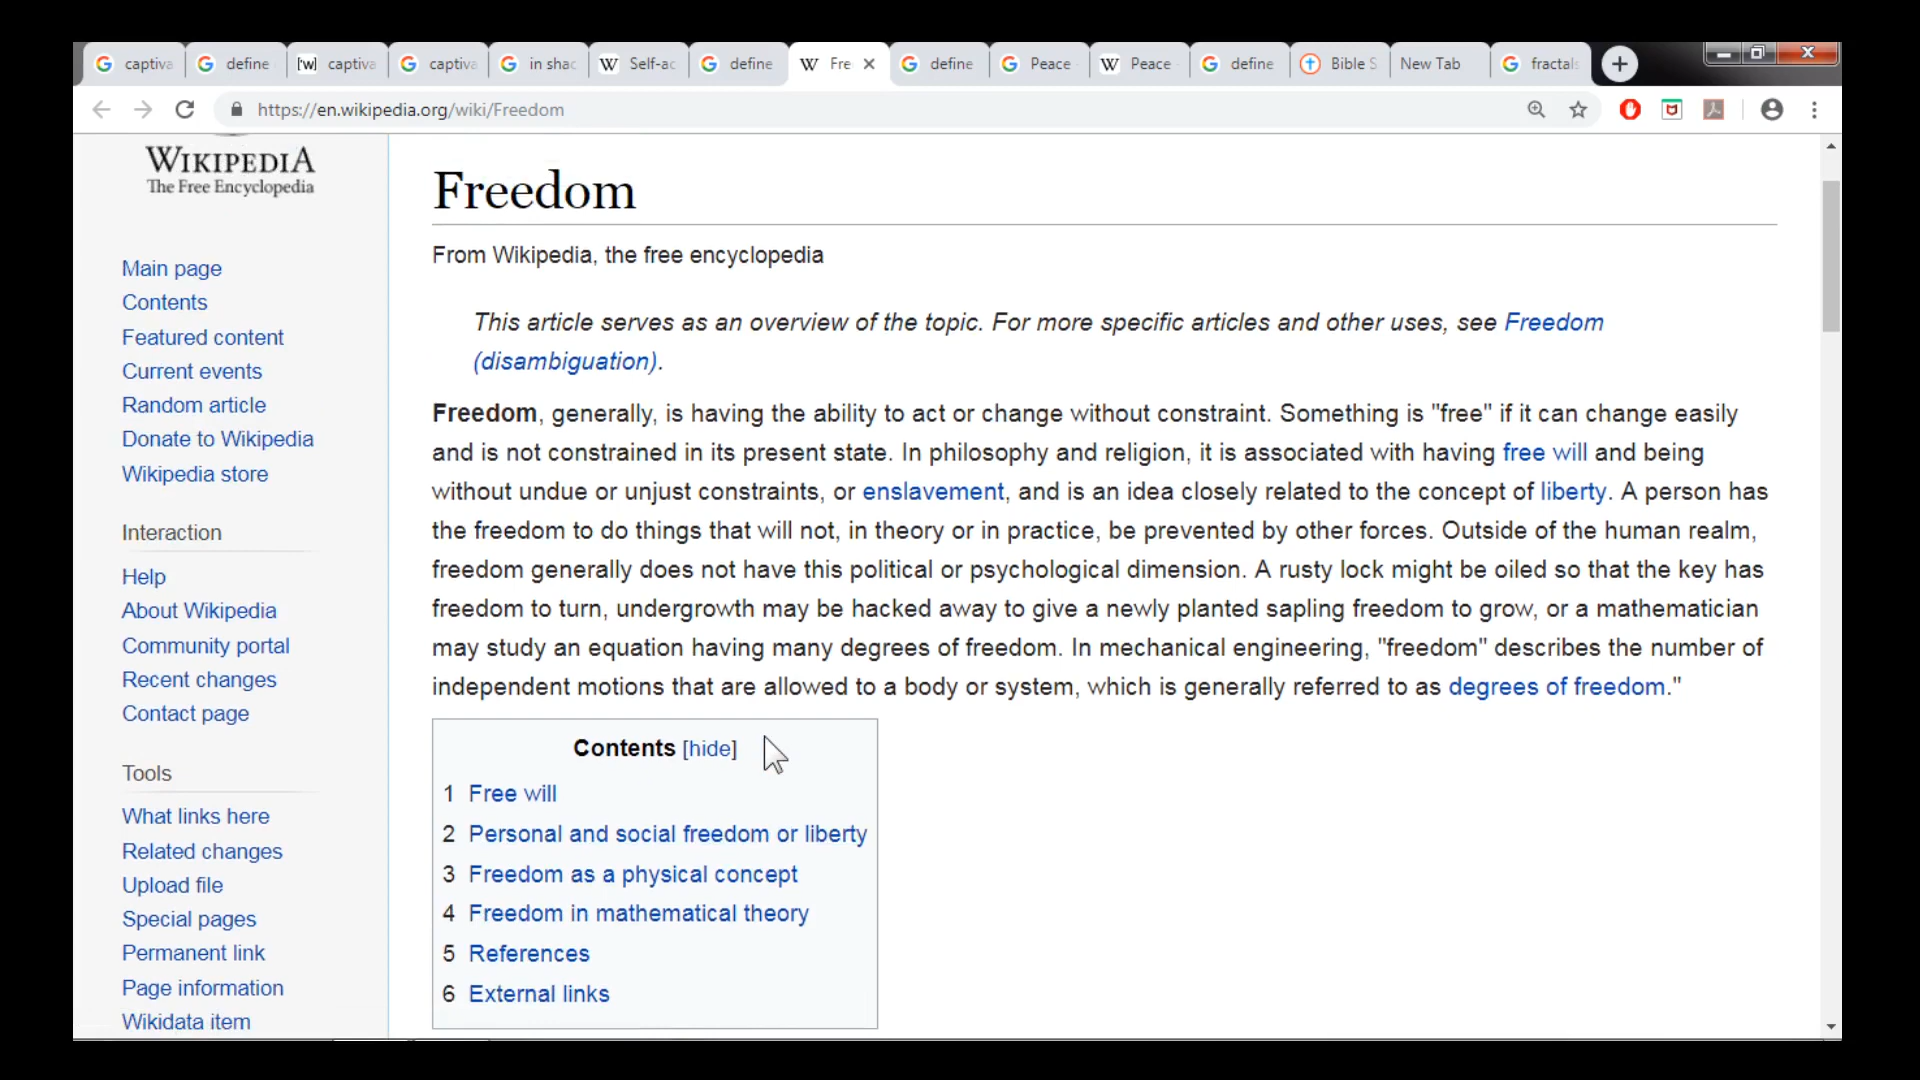 captiva
define
captiva
captiva
in shac
Self-ac
define
Fre
define
Peace
Peace
define
Bible S
New Tab
fractals
https://en.wikipedia.org/wiki/Freedom
WIKIPEDIA
The Free Encyclopedia
Main page
Contents
Featured content
Current events
Random article
Donate to Wikipedia
Wikipedia store
Interaction
Help
About Wikipedia
Community portal
Recent changes
Contact page
Tools
What links here
Related changes
Upload file
Special pages
Permanent link
Page information
Wikidata item
Freedom
From Wikipedia, the free encyclopedia
This article serves as an overview of the topic. For more specific articles and other uses, see Freedom
(disambiguation).
Freedom, generally, is having the ability to act or change without constraint. Something is "free" if it can change easily
and is not constrained in its present state. In philosophy and religion, it is associated with having free will and being
without undue or unjust constraints, or enslavement, and is an idea closely related to the concept of liberty. A person has
the freedom to do things that will not, in theory or in practice, be prevented by other forces. Outside of the human realm,
freedom generally does not have this political or psychological dimension. A rusty lock might be oiled so that the key has
freedom to turn, undergrowth may be hacked away to give a newly planted sapling freedom to grow, or a mathematician
may study an equation having many degrees of freedom. In mechanical engineering, "freedom" describes the number of
independent motions that are allowed to a body or system, which is generally referred to as degrees of freedom."
Contents [hide]
1 Free will
2 Personal and social freedom or liberty
3 Freedom as a physical concept
4 Freedom in mathematical theory
5 References
6 External links